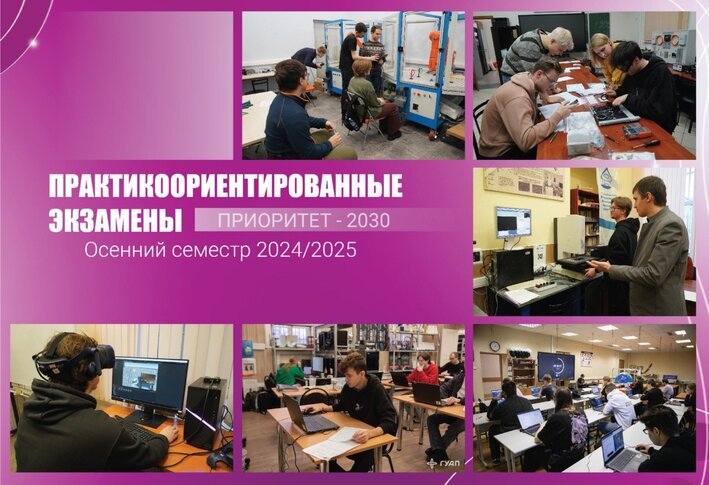 ПРАКТИКООРИЕНТИРОВАННЫЕ
ЭКЗАМЕНЫ ПРИОРИТЕТ - 2030
Осенний семестр 2024/2025
ГУАП